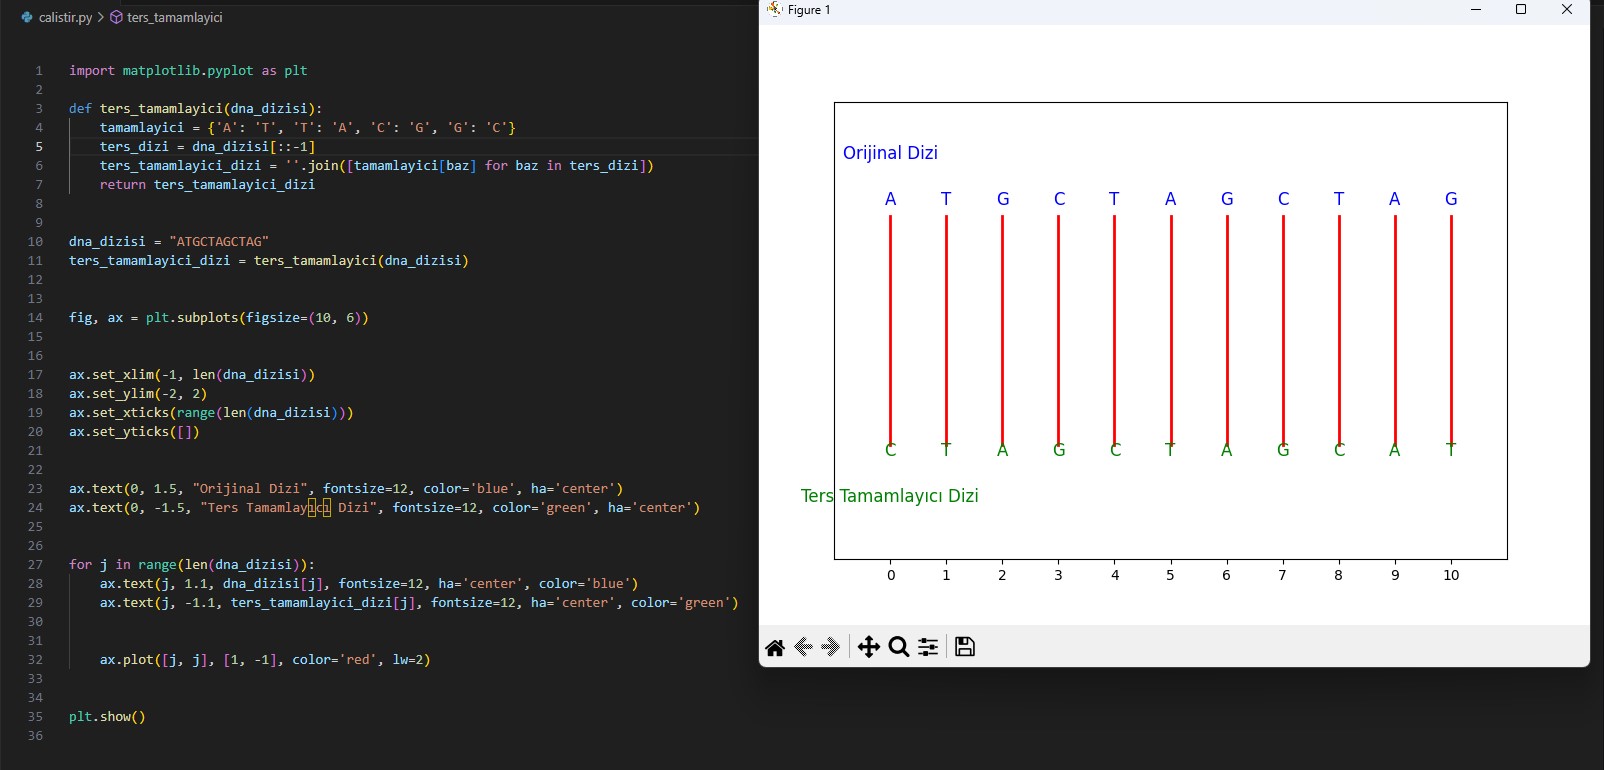 calistir.py > ters_tamamlayici
1 import matplotlib.pyplot as plt
2
3 def ters_tamamlayici(dna_dizisi):
4     tamamlayici = {'A': 'T', 'T': 'A', 'C': 'G', 'G': 'C'}
5     ters_dizi = dna_dizisi[::-1]
6     ters_tamamlayici_dizi = ''.join([tamamlayici[baz] for baz in ters_dizi])
7     return ters_tamamlayici_dizi
8
9
10 dna_dizisi = "ATGCTAGCTAG"
11 ters_tamamlayici_dizi = ters_tamamlayici(dna_dizisi)
12
13
14 fig, ax = plt.subplots(figsize=(10, 6))
15
16
17 ax.set_xlim(-1, len(dna_dizisi))
18 ax.set_ylim(-2, 2)
19 ax.set_xticks(range(len(dna_dizisi)))
20 ax.set_yticks([])
21
22
23 ax.text(0, 1.5, "Orijinal Dizi", fontsize=12, color='blue', ha='center')
24 ax.text(0, -1.5, "Ters Tamamlayıcı Dizi", fontsize=12, color='green', ha='center')
25
26
27 for j in range(len(dna_dizisi)):
28     ax.text(j, 1.1, dna_dizisi[j], fontsize=12, ha='center', color='blue')
29     ax.text(j, -1.1, ters_tamamlayici_dizi[j], fontsize=12, ha='center', color='green')
30
31
32     ax.plot([j, j], [1, -1], color='red', lw=2)
33
34
35 plt.show()
36
Figure 1
Orijinal Dizi
A T G C T A G C T A G
C T A G C T A G C A T
Ters Tamamlayıcı Dizi
0 1 2 3 4 5 6 7 8 9 10